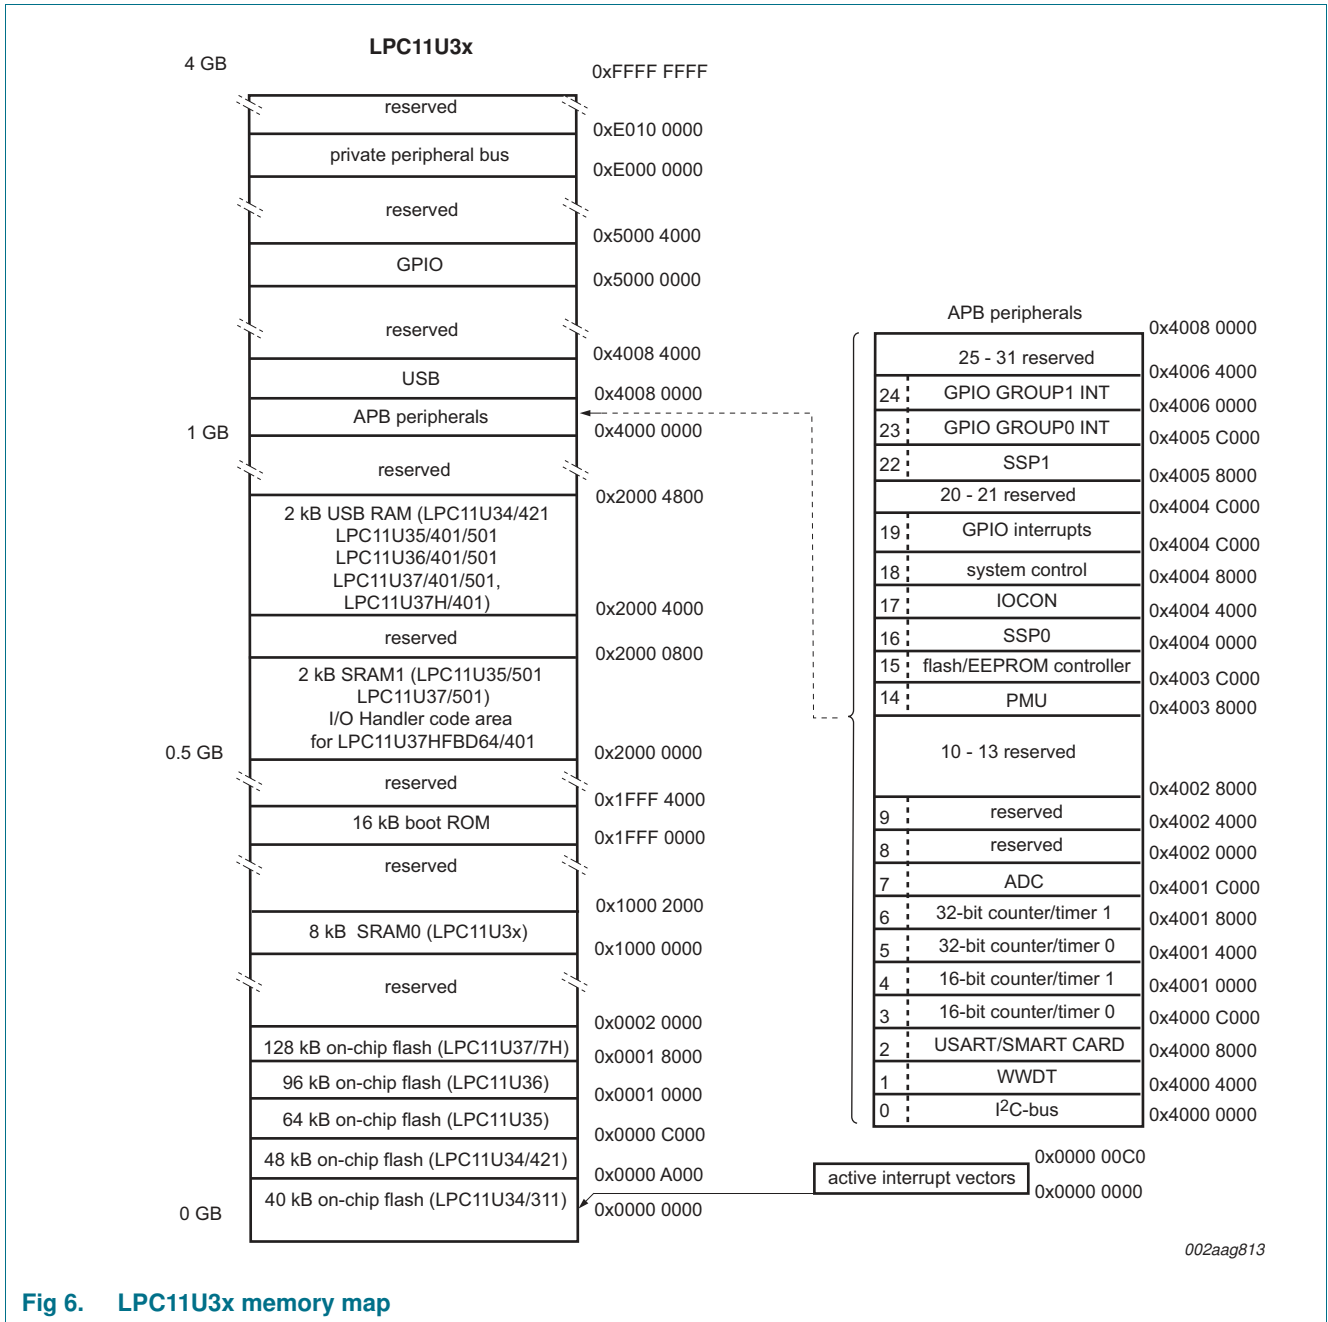 LPC11U3x
4 GB
0xFFFF FFFF
reserved
0xE010 0000
private peripheral bus
0xE000 0000
reserved
0x5000 4000
GPIO
0x5000 0000
reserved
0x4008 4000
USB
0x4008 0000
APB peripherals
1 GB
0x4000 0000
reserved
0x2000 4800
2 kB USB RAM (LPC11U34/421
LPC11U35/401/501
LPC11U36/401/501
LPC11U37/401/501,
LPC11U37H/401)
0x2000 4000
reserved
0x2000 0800
2 kB SRAM1 (LPC11U35/501
LPC11U37/501)
I/O Handler code area
for LPC11U37HFBD64/401
0.5 GB
0x2000 0000
reserved
0x1FFF 4000
16 kB boot ROM
0x1FFF 0000
reserved
0x1000 2000
8 kB SRAM0 (LPC11U3x)
0x1000 0000
reserved
0x0002 0000
128 kB on-chip flash (LPC11U37/7H)
0x0001 8000
96 kB on-chip flash (LPC11U36)
0x0001 0000
64 kB on-chip flash (LPC11U35)
0x0000 C000
48 kB on-chip flash (LPC11U34/421)
0x0000 A000
40 kB on-chip flash (LPC11U34/311)
0 GB
0x0000 0000
APB peripherals
0x4008 0000
25 - 31 reserved
0x4006 4000
24 GPIO GROUP1 INT
0x4006 0000
23 GPIO GROUP0 INT
0x4005 C000
22 SSP1
0x4005 8000
20 - 21 reserved
0x4004 C000
19 GPIO interrupts
0x4004 C000
18 system control
0x4004 8000
17 IOCON
0x4004 4000
16 SSP0
0x4004 0000
15 flash/EEPROM controller
0x4003 C000
14 PMU
0x4003 8000
10 - 13 reserved
0x4002 8000
9 reserved
0x4002 4000
8 reserved
0x4002 0000
7 ADC
0x4001 C000
6 32-bit counter/timer 1
0x4001 8000
5 32-bit counter/timer 0
0x4001 4000
4 16-bit counter/timer 1
0x4001 0000
3 16-bit counter/timer 0
0x4000 C000
2 USART/SMART CARD
0x4000 8000
1 WWDT
0x4000 4000
0 I2C-bus
0x4000 0000
0x0000 00C0
active interrupt vectors
0x0000 0000
002aag813
Fig 6. LPC11U3x memory map